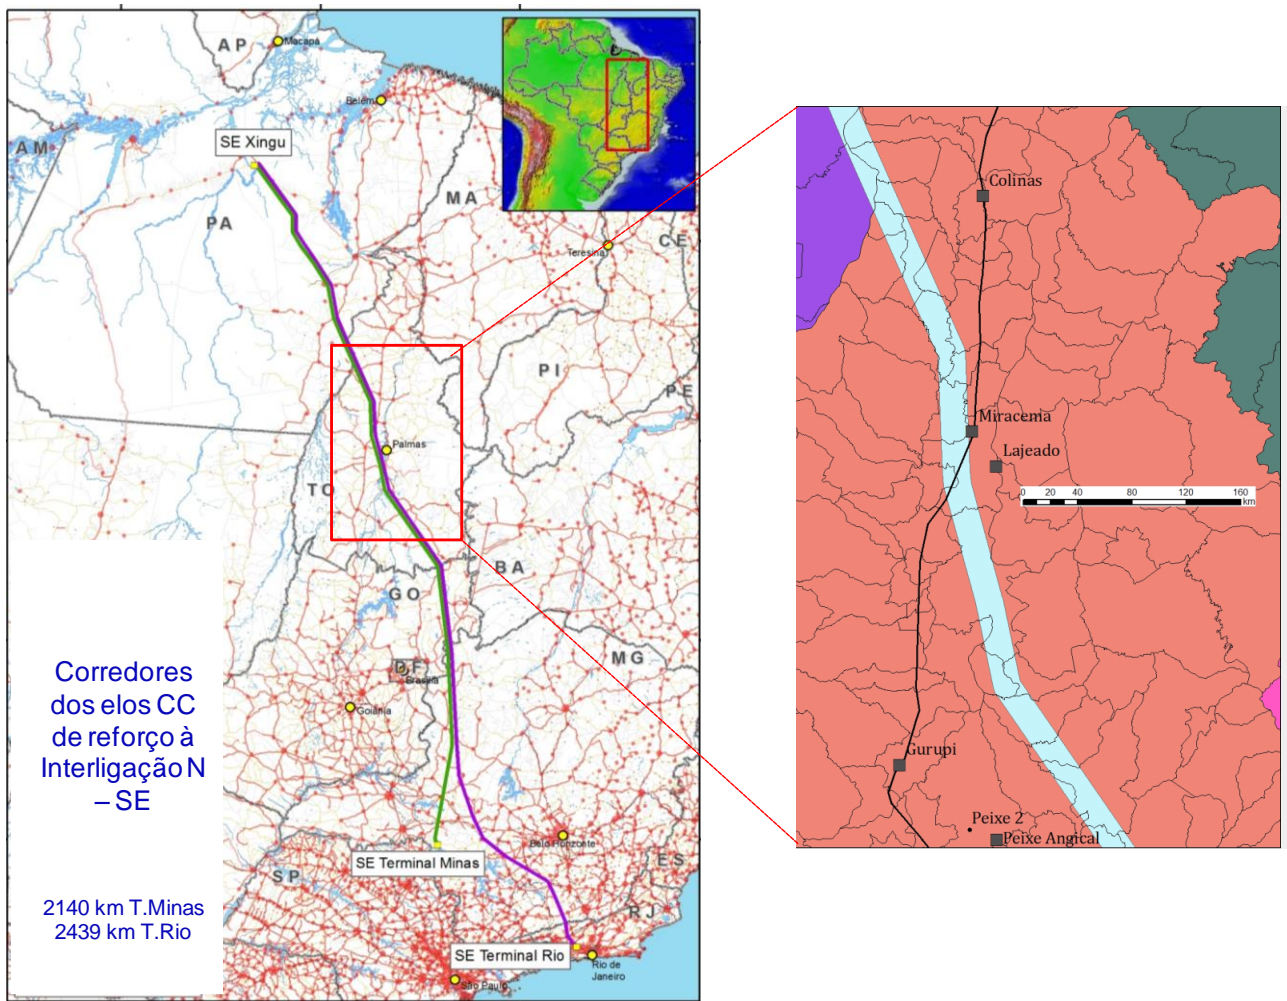 AP
Macapá
Belém
AM
SE Xingu
MA
PA
CE
Teresina
PI
PE
Palmas
TO
BA
GO
DF
Brasília
MG
Goiânia
Corredores
dos elos CC
de reforço à
Interligação N
– SE
2140 km T.Minas
2439 km T.Rio
Belo Horizonte
SE Terminal Minas
ES
SP
RJ
SE Terminal Rio
Rio de
Janeiro
São Paulo
Colinas
Miracema
Lajeado
0 20 40 80 120 160
km
Gurupi
Peixe 2
Peixe Angical